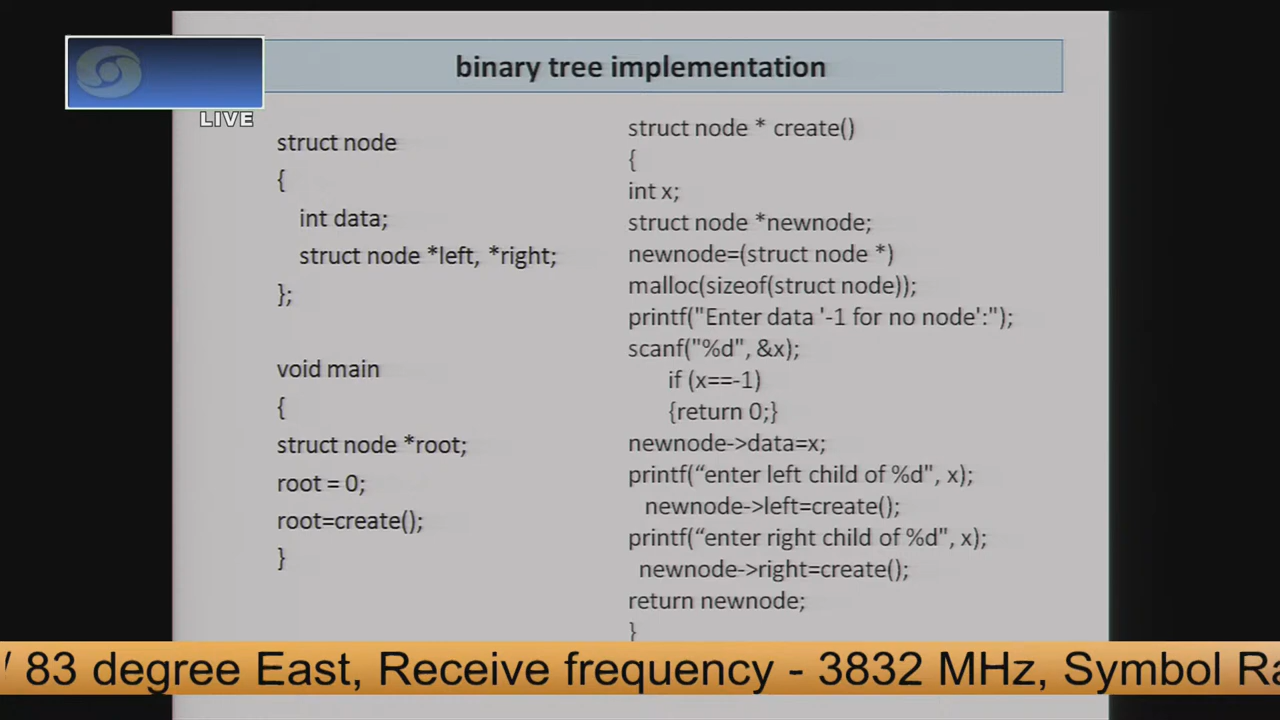 binary tree implementation
LIVE
struct node
{
int data;
struct node *left, *right;
};
void main
{
struct node *root;
root = 0;
root=create();
}
struct node * create()
{
int x;
struct node *newnode;
newnode=(struct node *)
malloc(sizeof(struct node));
printf("Enter data '-1 for no node':");
scanf("%d", &x);
if (x==-1)
{return 0;}
newnode->data=x;
printf(“enter left child of %d", x);
newnode->left=create();
printf(“enter right child of %d", x);
newnode->right=create();
return newnode;
}
/ 83 degree East, Receive frequency - 3832 MHz, Symbol Ra